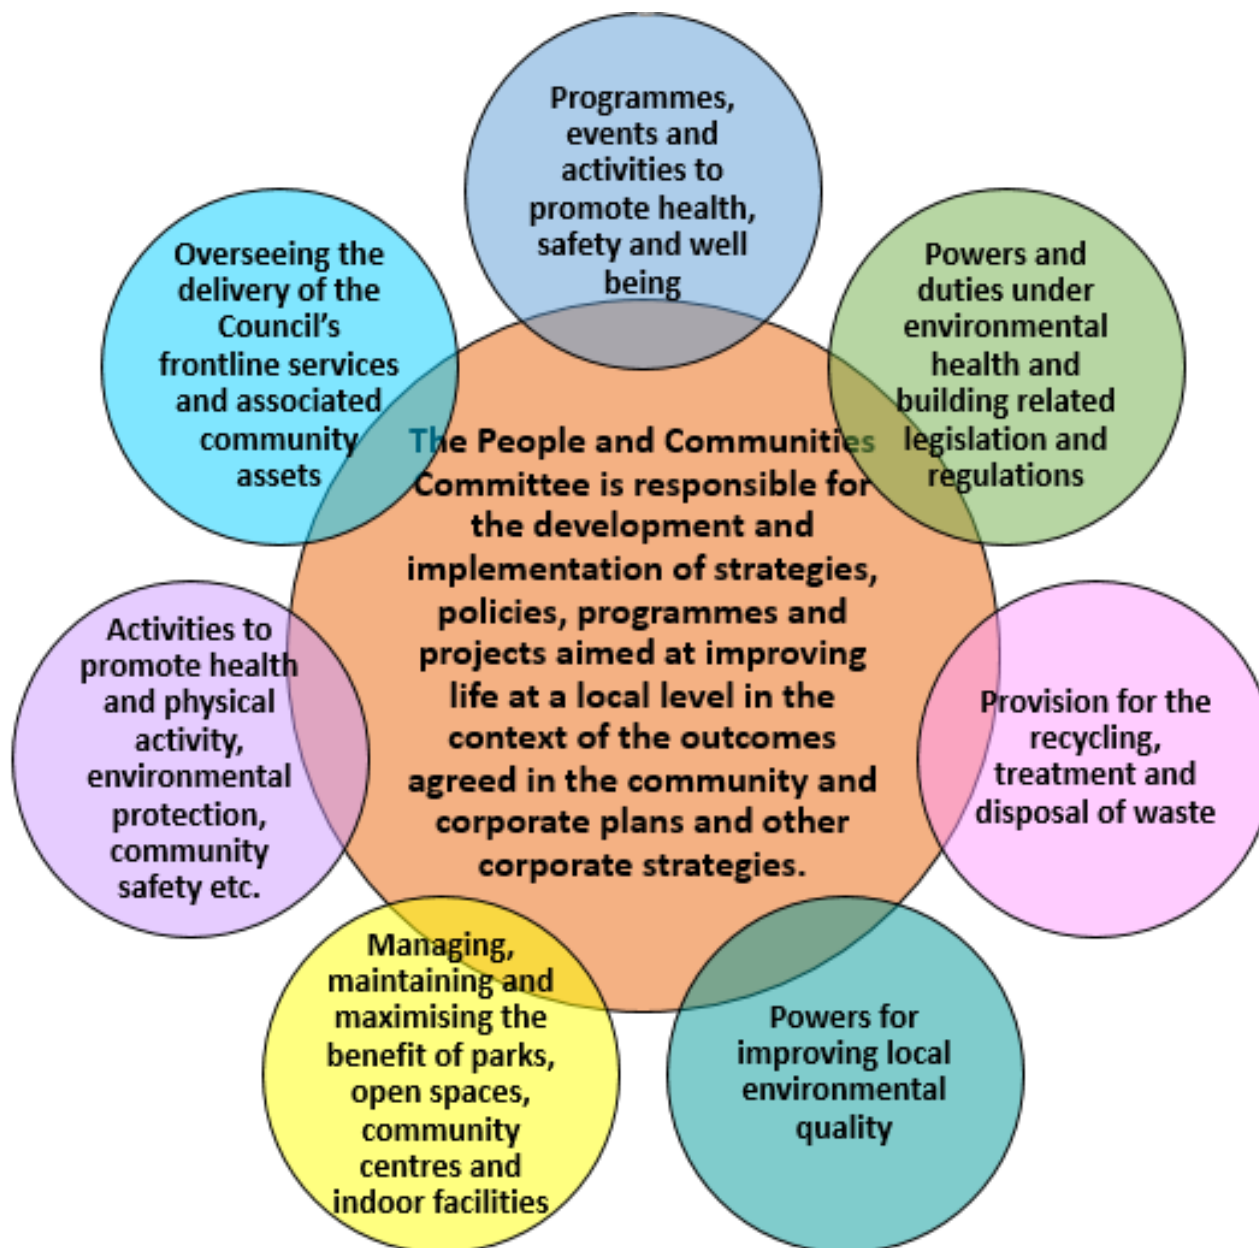 Programmes,
events and
activities to
promote health,
safety and well
being
Powers and
duties under
environmental
health and
building related
legislation and
regulations
Provision for the
recycling,
treatment and
disposal of waste
Powers for
improving local
environmental
quality
Managing,
maintaining and
maximising the
benefit of parks,
open spaces,
community
centres and
indoor facilities
Activities to
promote health
and physical
activity,
environmental
protection,
community
safety etc.
Overseeing the
delivery of the
Council’s
frontline services
and associated
community
assets
The People and Communities
Committee is responsible for
the development and
implementation of strategies,
policies, programmes and
projects aimed at improving
life at a local level in the
context of the outcomes
agreed in the community and
corporate plans and other
corporate strategies.